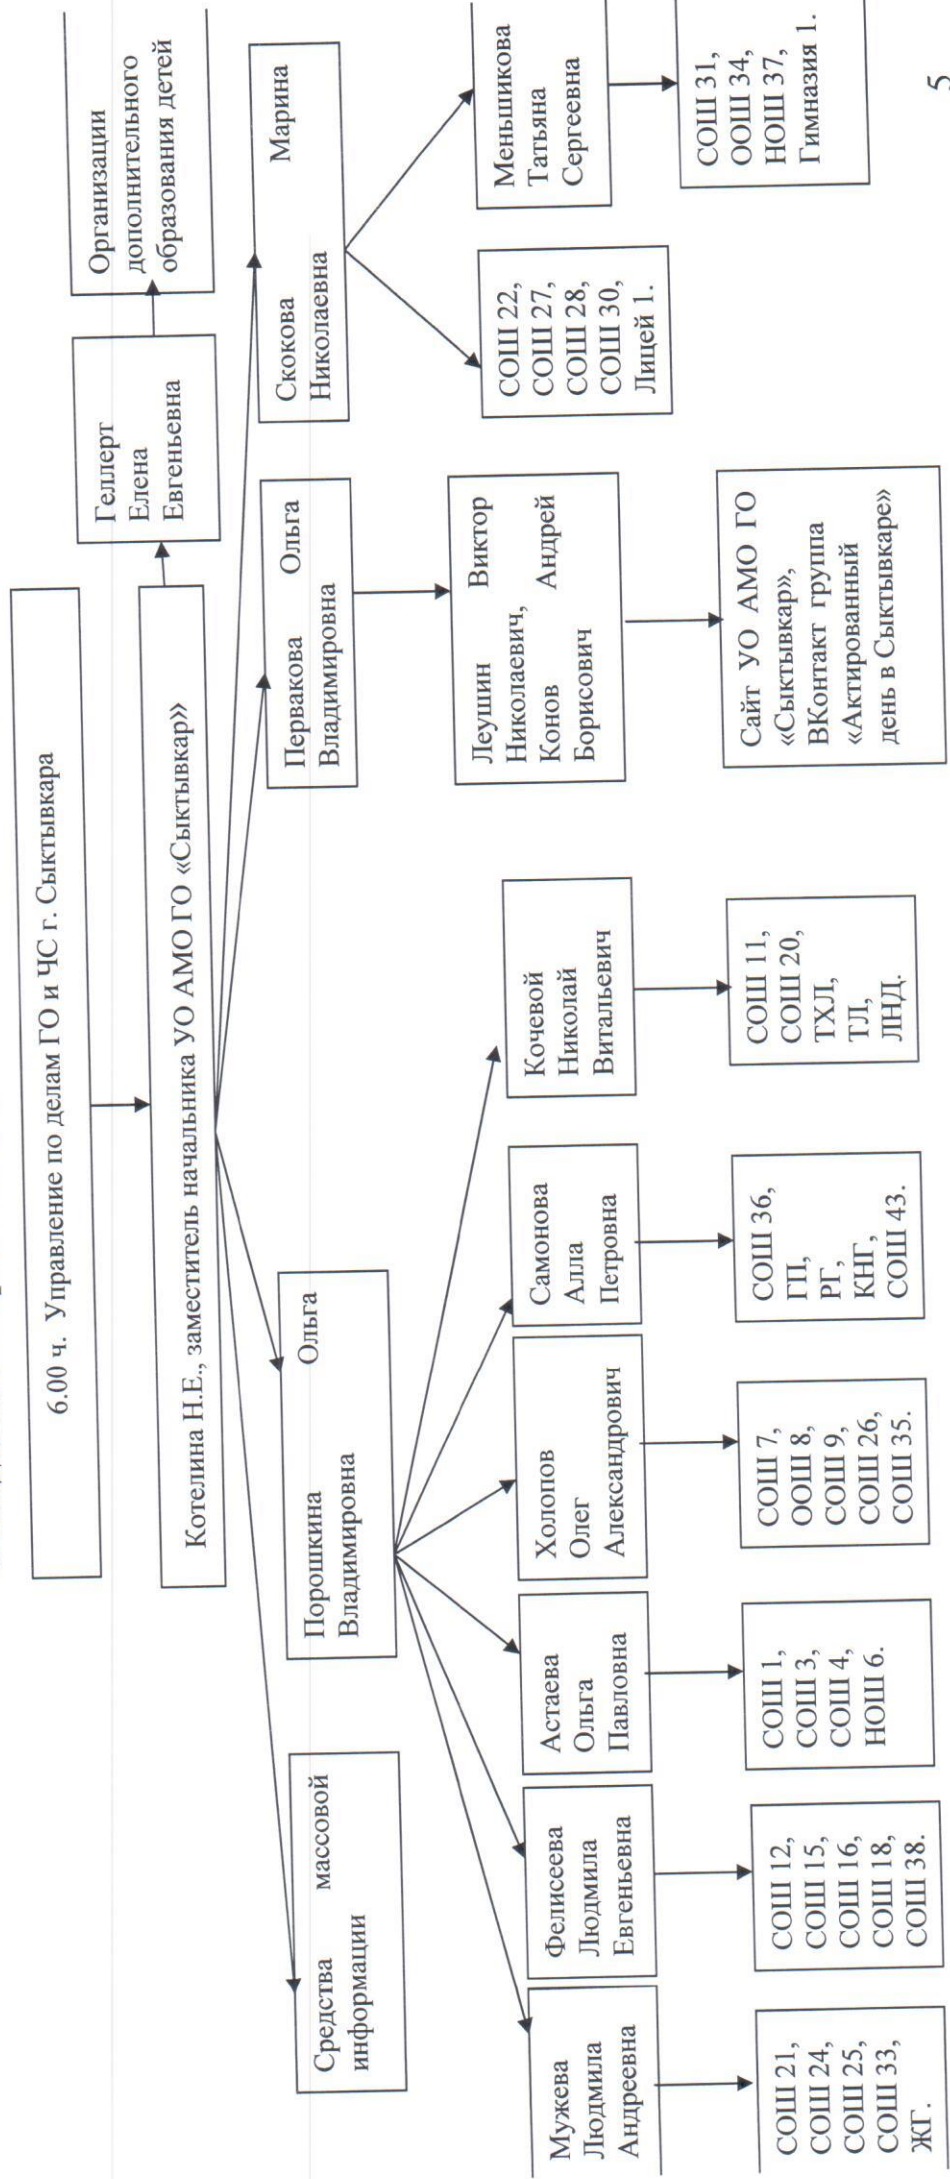 6.00 ч. Управление по делам ГО и ЧС г. Сыктывкара
Котелина Н.Е., заместитель начальника УО АМО ГО «Сыктывкар»
Геллерт
Елена
Евгеньевна
Организации
дополнительного
образования детей
Средства массовой
информации
Порошкина Ольга
Владимировна
Первакова Ольга
Владимировна
Скокова Марина
Николаевна
Мужева
Людмила
Андреевна
Фелисеева
Людмила
Евгеньевна
Астаева
Ольга
Павловна
Холопов
Олег
Александрович
Самонова
Алла
Петровна
Кочевой
Николай
Витальевич
Леушин Виктор
Николаевич,
Конов Андрей
Борисович
СОШ 22,
СОШ 27,
СОШ 28,
СОШ 30,
Лицей 1.
Меньшикова
Татьяна
Сергеевна
СОШ 21,
СОШ 24,
СОШ 25,
СОШ 33,
ЖГ.
СОШ 12,
СОШ 15,
СОШ 16,
СОШ 18,
СОШ 38.
СОШ 1,
СОШ 3,
СОШ 4,
НОШ 6.
СОШ 7,
ООШ 8,
СОШ 9,
СОШ 26,
СОШ 35.
СОШ 36,
ГП,
РГ,
КНГ,
СОШ 43.
СОШ 11,
СОШ 20,
ТХЛ,
ТЛ,
ЛНД.
Сайт УО АМО ГО
«Сыктывкар»,
ВКонтакт группа
«Актированный
день в Сыктывкаре»
СОШ 31,
ООШ 34,
НОШ 37,
Гимназия 1.
5